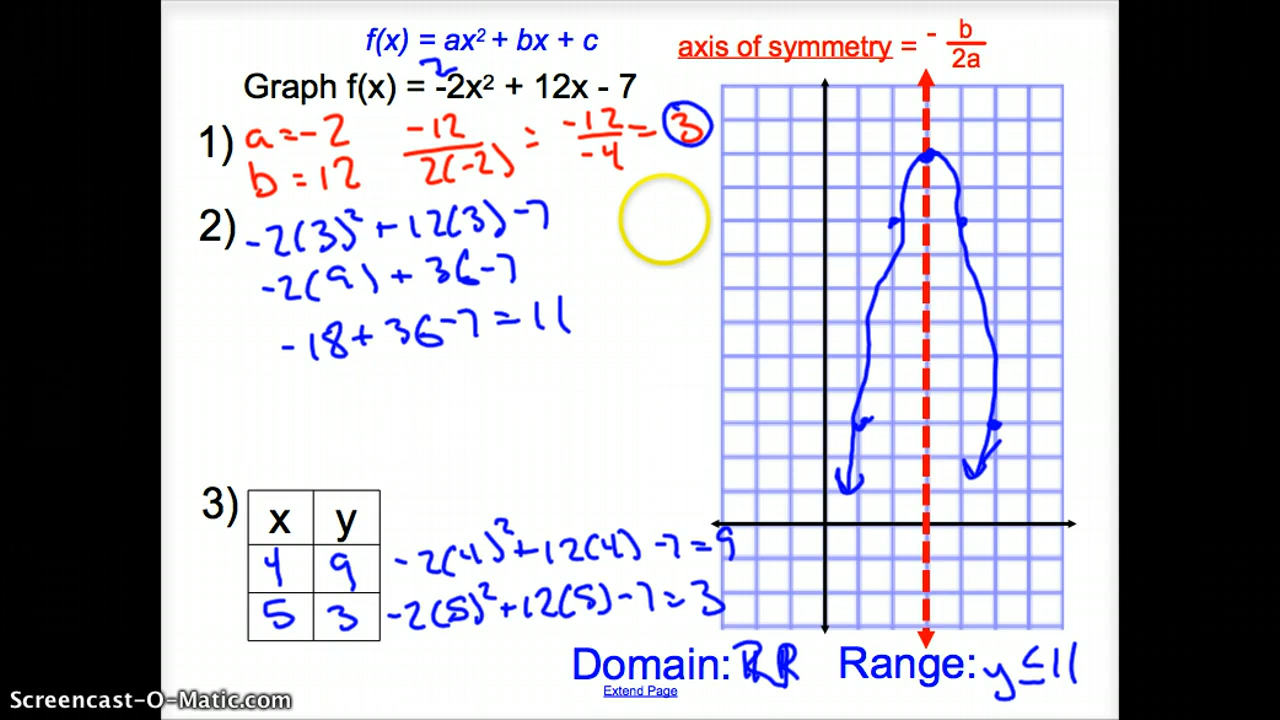 f(x) = ax² + bx + c
axis of symmetry = - b/2a
Graph f(x) = -2x² + 12x - 7
1) a = -2 -12/2(-2) = -12/-4 = 3
b = 12
2) -2(3)² + 12(3) - 7
-2(9) + 36 - 7
-18 + 36 - 7 = 11
3) x y
4 9 -2(4)² + 12(4) - 7 = 9
5 3 -2(5)² + 12(5) - 7 = 3
Domain: ℝ Range: y ≤ 11
Extend Page
Screencast-O-Matic.com